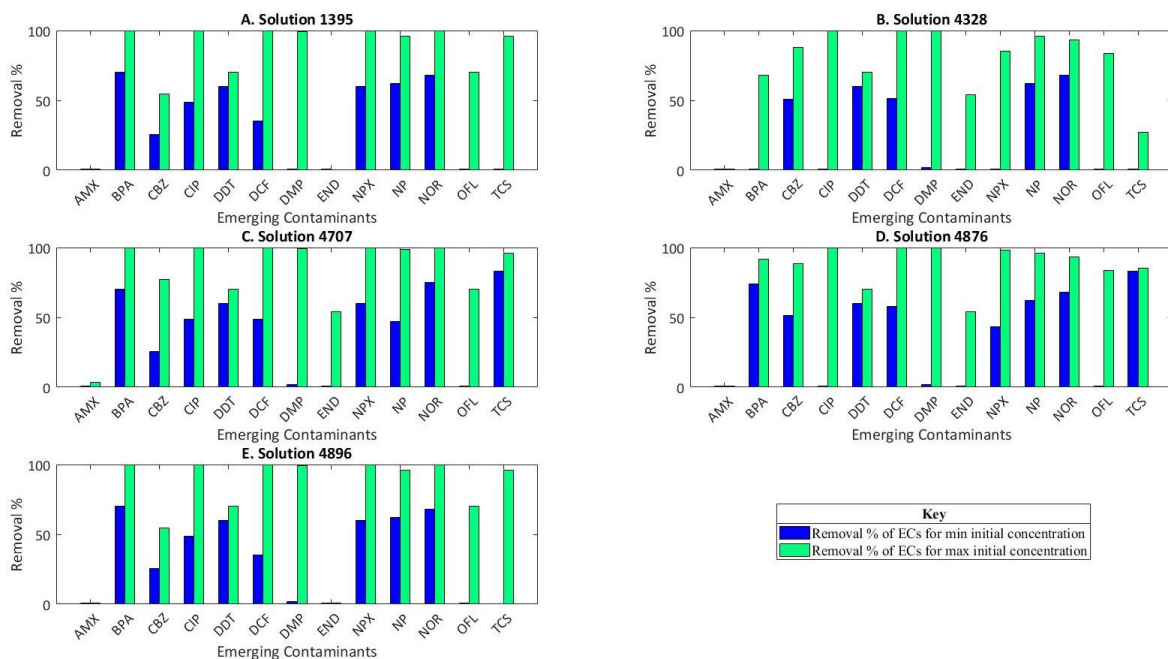 A. Solution 1395
100
50
0
Removal %
AMX BPA CBZ CIP DDT DCF DMP END NPX NP NOR OFL TCS
Emerging Contaminants
B. Solution 4328
100
50
0
Removal %
AMX BPA CBZ CIP DDT DCF DMP END NPX NP NOR OFL TCS
Emerging Contaminants
C. Solution 4707
100
50
0
Removal %
AMX BPA CBZ CIP DDT DCF DMP END NPX NP NOR OFL TCS
Emerging Contaminants
D. Solution 4876
100
50
0
Removal %
AMX BPA CBZ CIP DDT DCF DMP END NPX NP NOR OFL TCS
Emerging Contaminants
E. Solution 4896
100
50
0
Removal %
AMX BPA CBZ CIP DDT DCF DMP END NPX NP NOR OFL TCS
Emerging Contaminants
Key
Removal % of ECs for min initial concentration
Removal % of ECs for max initial concentration